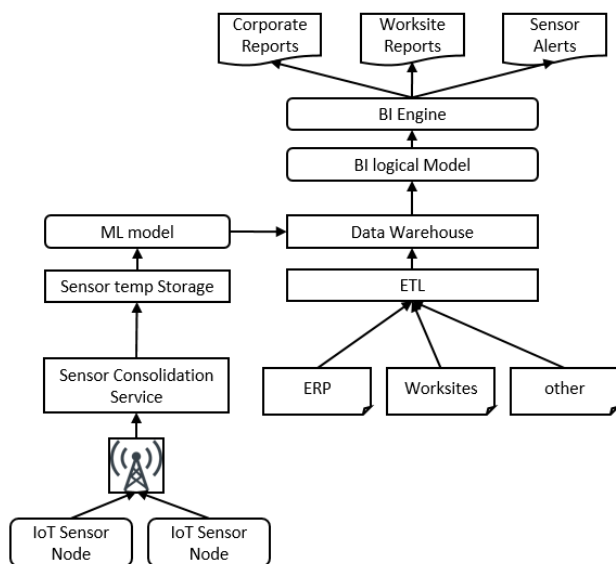 Corporate
Reports
Worksite
Reports
Sensor
Alerts
BI Engine
BI logical Model
ML model
Data Warehouse
Sensor temp Storage
ETL
Sensor Consolidation
Service
ERP
Worksites
other
IoT Sensor
Node
IoT Sensor
Node